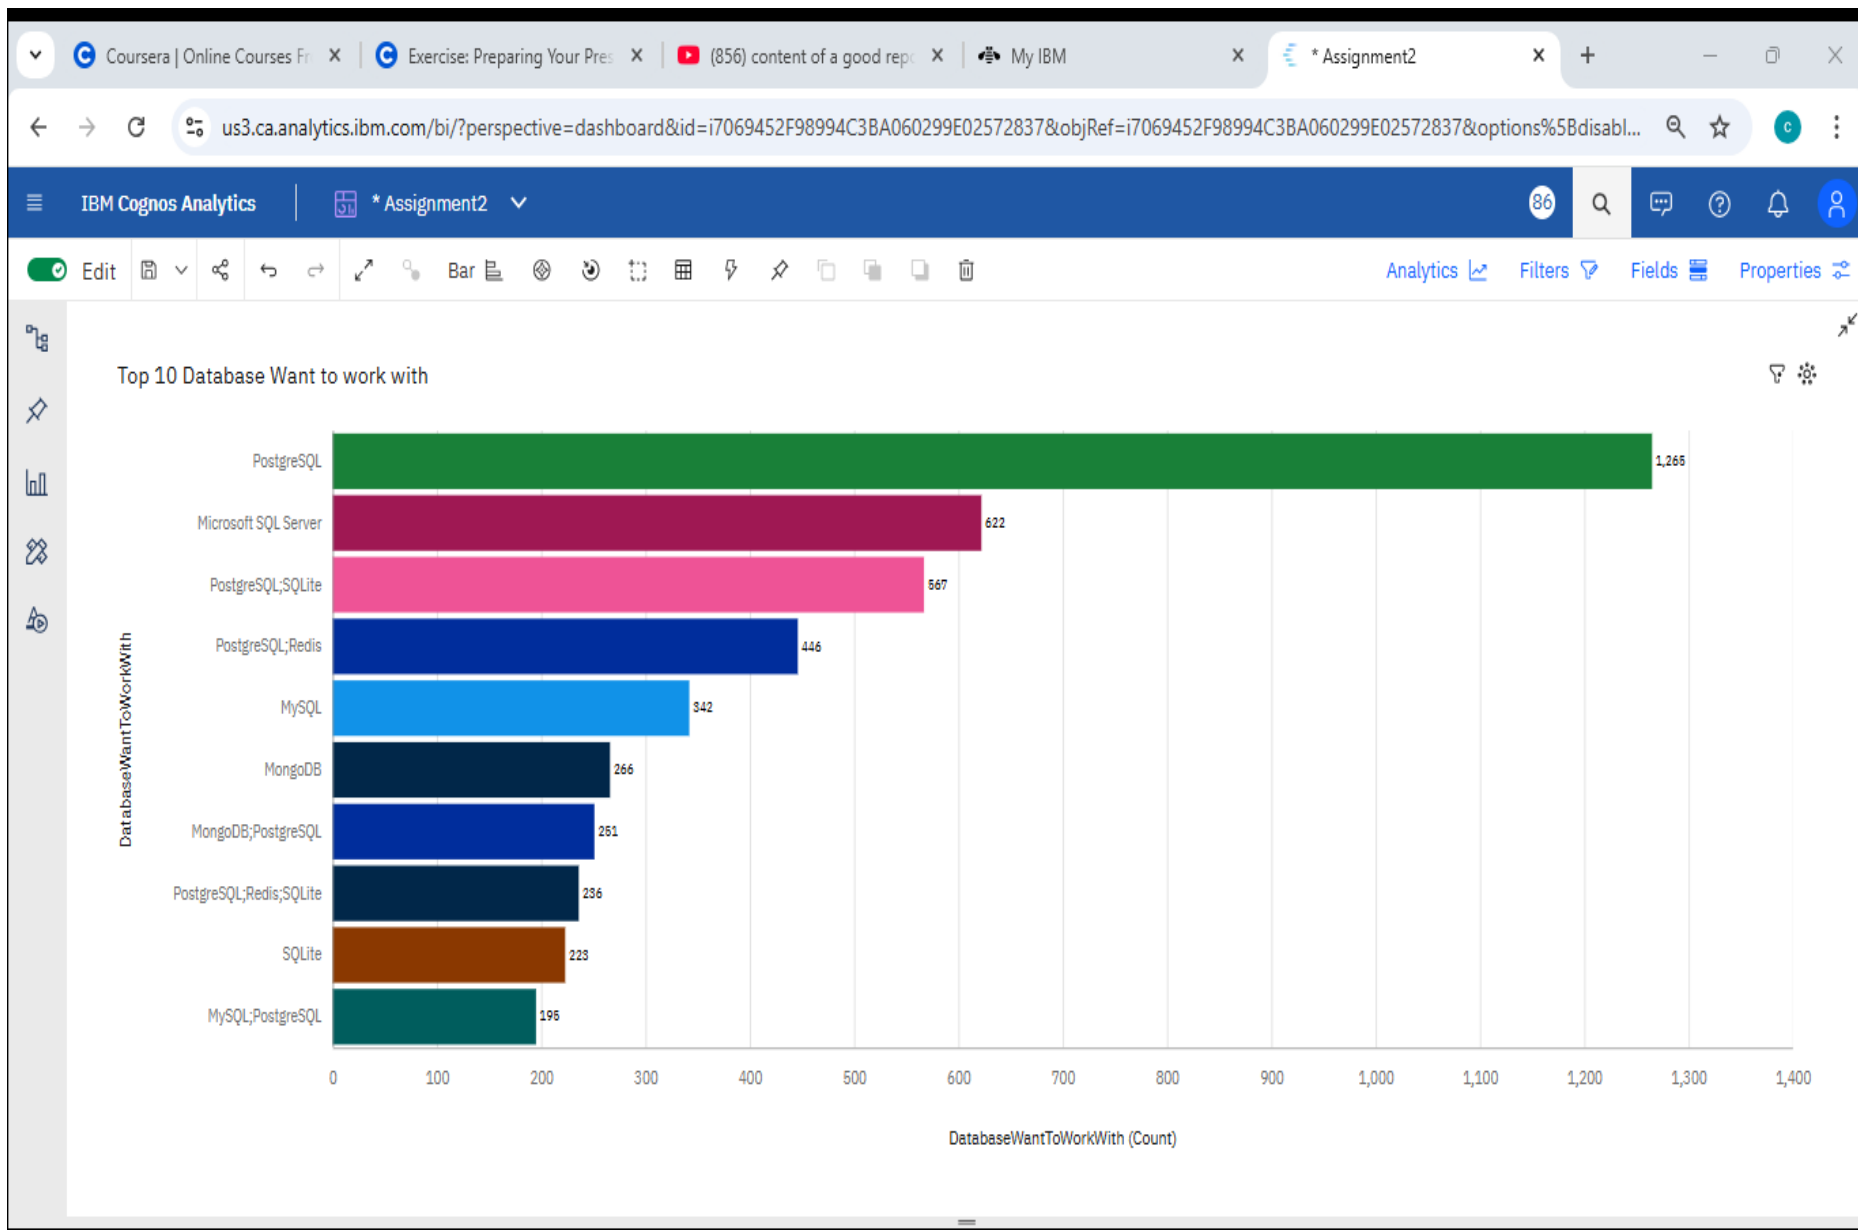 Coursera | Online Courses Fr
Exercise: Preparing Your Pres
(856) content of a good repo
My IBM
* Assignment2
us3.ca.analytics.ibm.com/bi/?perspective=dashboard&id=i7069452F98994C3BA060299E02572837&objRef=i7069452F98994C3BA060299E02572837&options%5Bdisabl...
c
IBM Cognos Analytics
* Assignment2
86
Edit
Bar
Analytics
Filters
Fields
Properties
Top 10 Database Want to work with
DatabaseWantToWorkWith
PostgreSQL 1,265
Microsoft SQL Server 622
PostgreSQL;SQLite 567
PostgreSQL;Redis 446
MySQL 342
MongoDB 266
MongoDB;PostgreSQL 251
PostgreSQL;Redis;SQLite 236
SQLite 223
MySQL;PostgreSQL 195
0 100 200 300 400 500 600 700 800 900 1,000 1,100 1,200 1,300 1,400
DatabaseWantToWorkWith (Count)